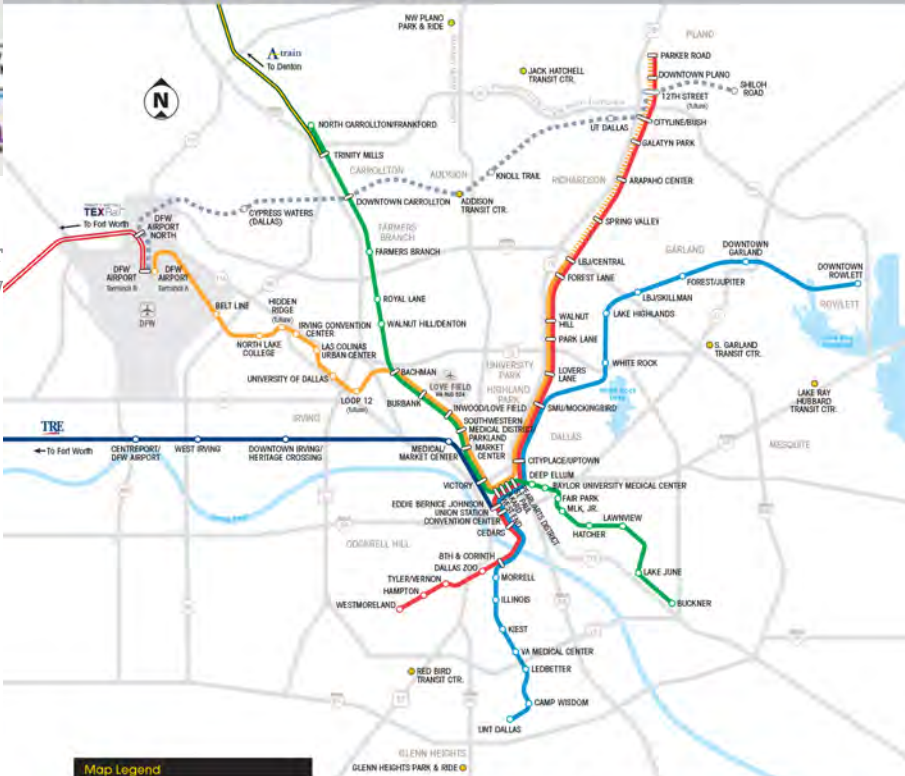 NW PLANO
PARK & RIDE
PLANO
A-train
To Denton
JACK HATCHELL
TRANSIT CTR.
PARKER ROAD
DOWNTOWN PLANO
SHILOH
ROAD
12TH STREET
(future)
N
NORTH CARROLLTON/FRANKFORD
UT DALLAS
CITYLINE/BUSH
GALATYN PARK
TRINITY MILLS
CARROLLTON
ADDISON
KNOLL TRAIL
RICHARDSON
ARAPAHO CENTER
TEXRail
To Fort Worth
DFW
AIRPORT
NORTH
CYPRESS WATERS
(DALLAS)
DOWNTOWN CARROLLTON
ADDISON
TRANSIT CTR.
SPRING VALLEY
FARMERS
BRANCH
FARMERS BRANCH
GARLAND
DOWNTOWN
GARLAND
DFW
AIRPORT
Terminal B
DFW
AIRPORT
Terminal A
LBJ/CENTRAL
FOREST LANE
FOREST/JUPITER
DOWNTOWN
ROWLETT
LBJ/SKILLMAN
ROWLETT
DFW
BELT LINE
HIDDEN
RIDGE
(future)
ROYAL LANE
LAKE HIGHLANDS
IRVING CONVENTION
CENTER
WALNUT HILL/DENTON
WALNUT
HILL
PARK LANE
NORTH LAKE
COLLEGE
LAS COLINAS
URBAN CENTER
S. GARLAND
TRANSIT CTR.
UNIVERSITY OF DALLAS
BACHMAN
UNIVERSITY
PARK
WHITE ROCK
LOVERS
LANE
LOOP 12
(future)
LOVE FIELD
BURBANK
HIGHLAND
PARK
LAKE RAY
HUBBARD
TRANSIT CTR.
INWOOD/LOVE FIELD
SMU/MOCKINGBIRD
IRVING
SOUTHWESTERN
MEDICAL DISTRICT
PARKLAND
DALLAS
TRE
To Fort Worth
CENTREPORT/
DFW AIRPORT
WEST IRVING
DOWNTOWN IRVING/
HERITAGE CROSSING
MEDICAL/
MARKET CENTER
MARKET
CENTER
MESQUITE
CITYPLACE/UPTOWN
DEEP ELLUM
VICTORY
BAYLOR UNIVERSITY MEDICAL CENTER
FAIR PARK
MLK, JR.
EDDIE BERNICE JOHNSON
UNION STATION
CONVENTION CENTER
CEDARS
LAWNVIEW
HATCHER
COCKRELL HILL
8TH & CORINTH
DALLAS ZOO
TYLER/VERNON
HAMPTON
WESTMORELAND
MORRELL
LAKE JUNE
ILLINOIS
BUCKNER
KIEST
VA MEDICAL CENTER
RED BIRD
TRANSIT CTR.
LEDBETTER
CAMP WISDOM
UNT DALLAS
GLENN HEIGHTS
GLENN HEIGHTS PARK & RIDE
Map Legend